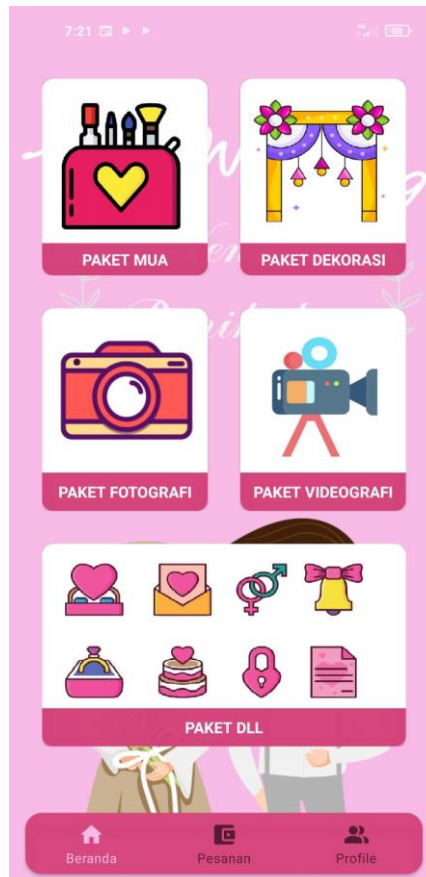 7:21
PAKET MUA
PAKET DEKORASI
PAKET FOTOGRAFI
PAKET VIDEOGRAFI
PAKET DLL
Beranda
Pesanan
Profile